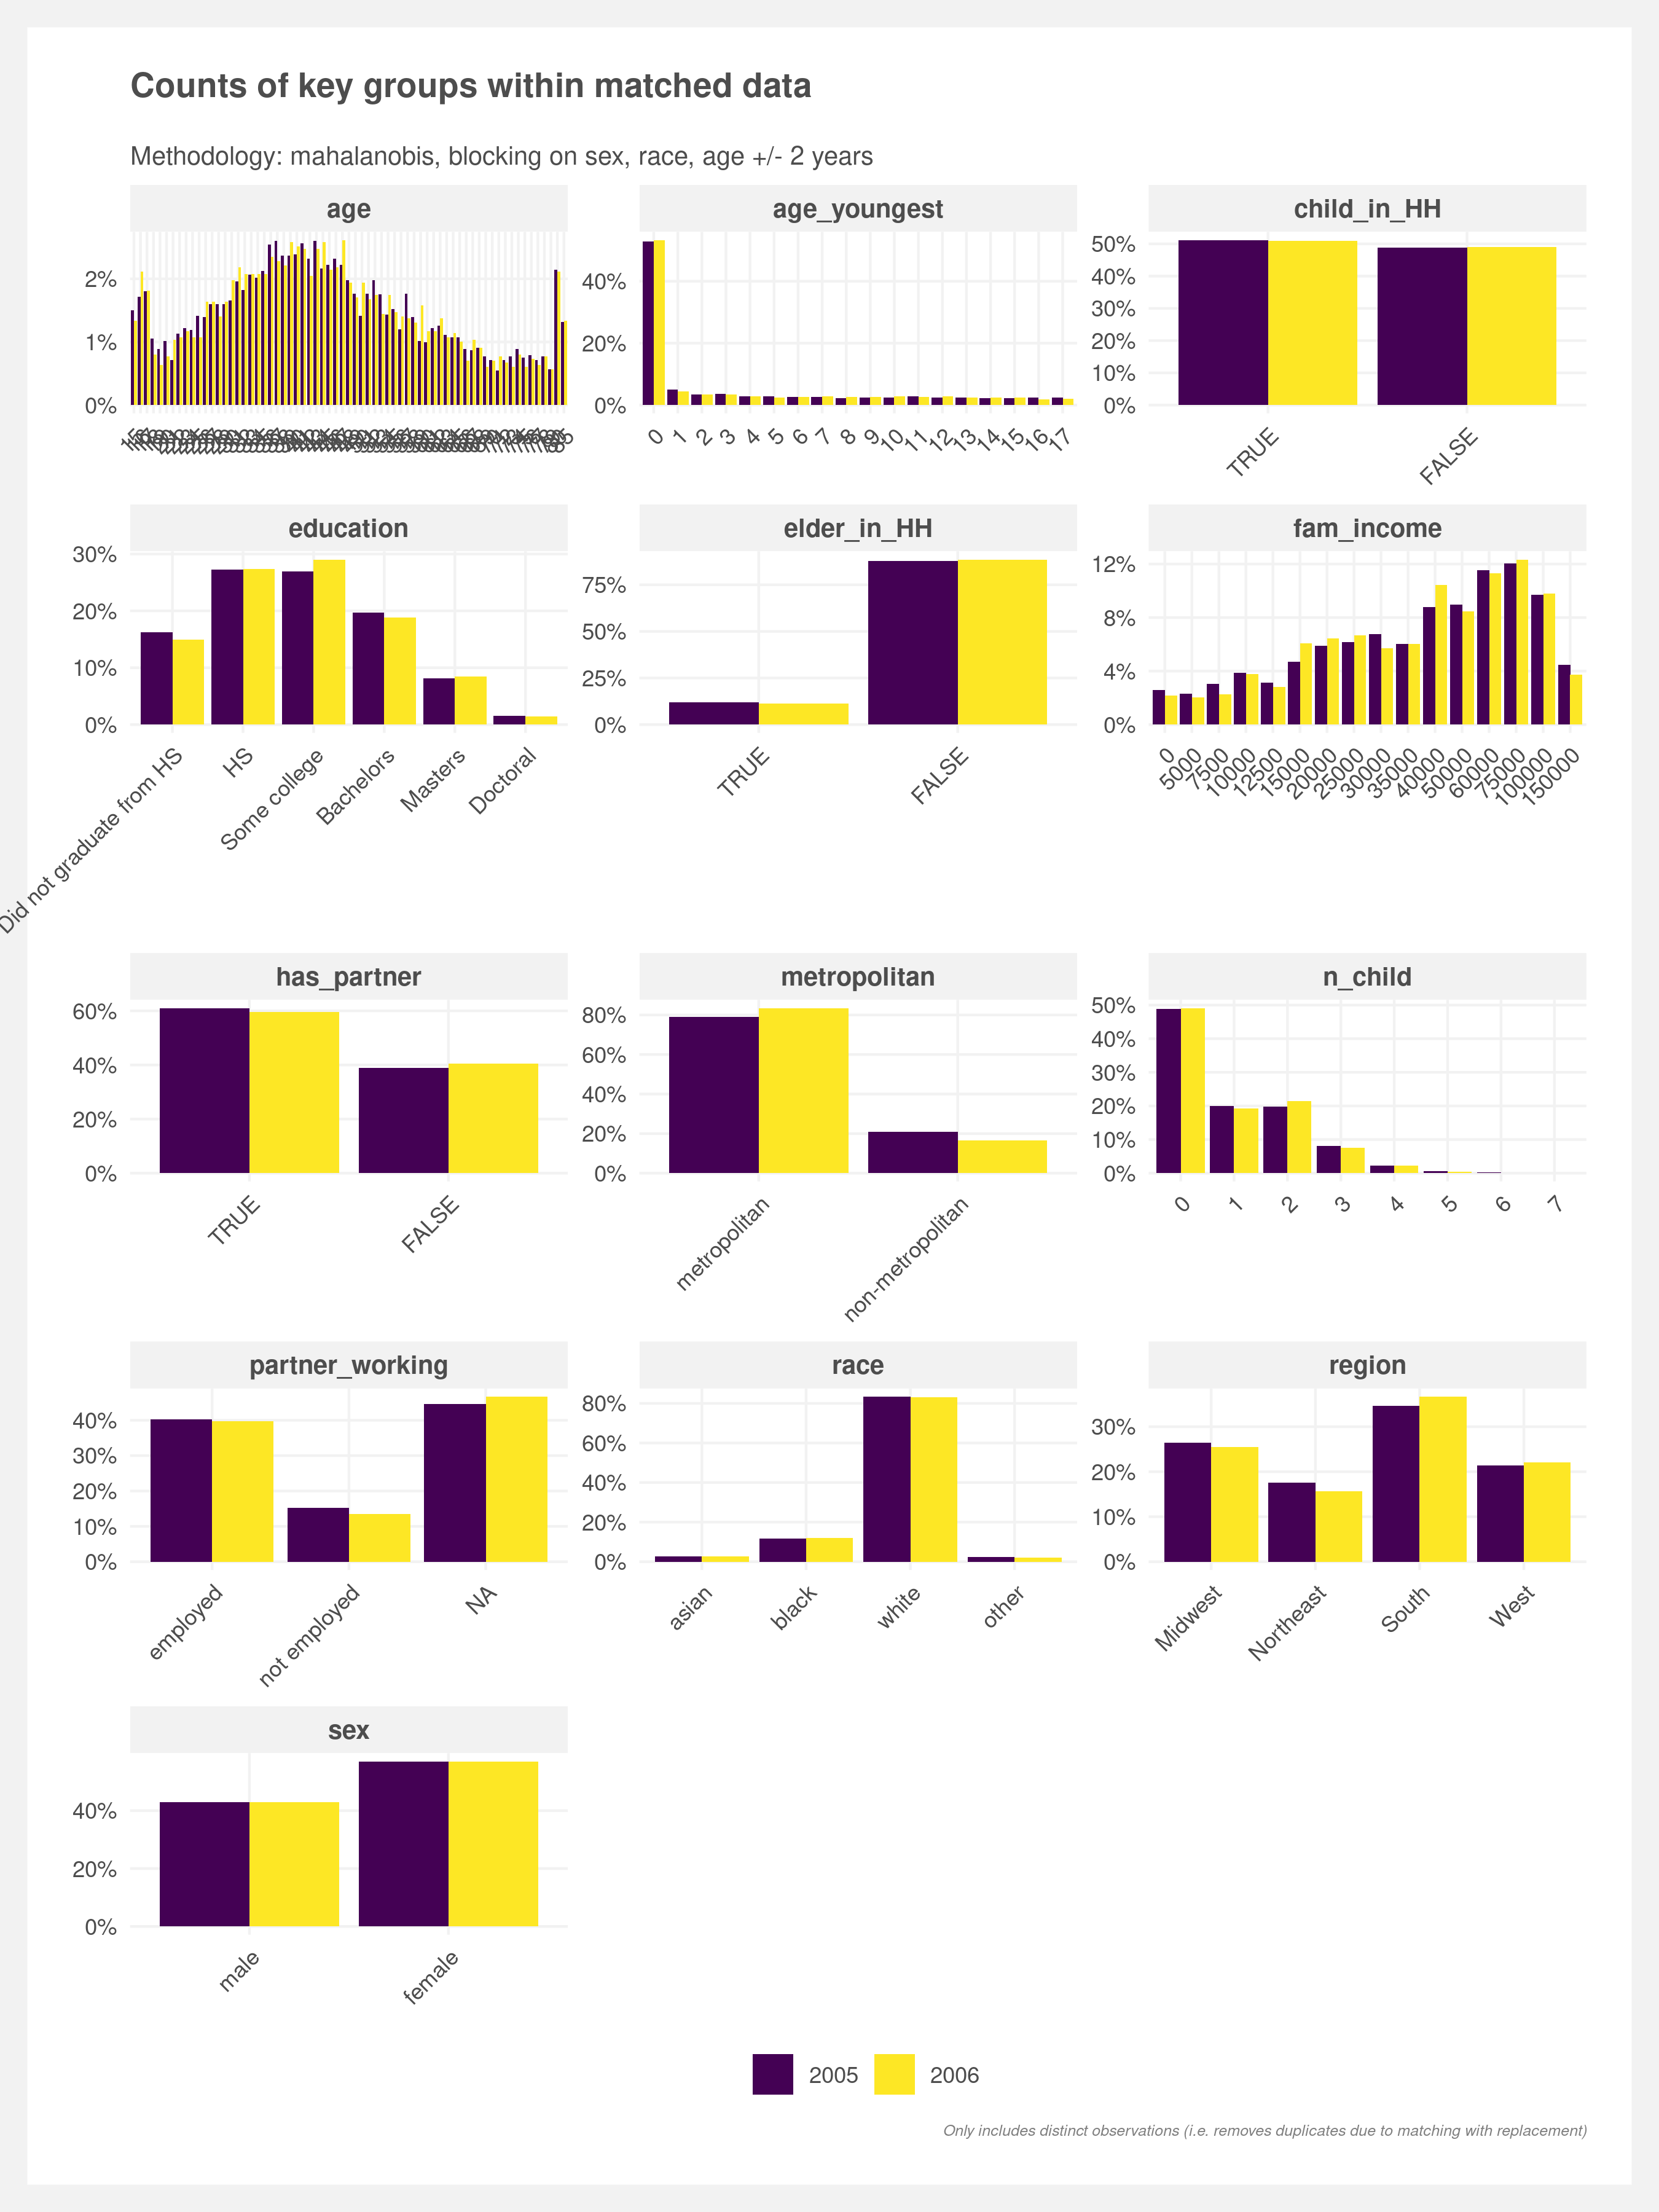 Counts of key groups within matched data
Methodology: mahalanobis, blocking on sex, race, age +/- 2 years
age
age_youngest
child_in_HH
2%
1%
0%
40%
20%
0%
50%
40%
30%
20%
10%
0%
0 1 2 3 4 5 6 7 8 9 10 11 12 13 14 15 16 17
TRUE FALSE
education
elder_in_HH
fam_income
30%
20%
10%
0%
75%
50%
25%
0%
12%
8%
4%
0%
Did not graduate from HS
HS
Some college
Bachelors
Masters
Doctoral
TRUE FALSE
0 5000 7500 10000 12500 15000 20000 25000 30000 35000 40000 50000 60000 75000 100000 150000
has_partner
metropolitan
n_child
60%
40%
20%
0%
80%
60%
40%
20%
0%
50%
40%
30%
20%
10%
0%
TRUE FALSE
metropolitan
non-metropolitan
0 1 2 3 4 5 6 7
partner_working
race
region
40%
30%
20%
10%
0%
80%
60%
40%
20%
0%
30%
20%
10%
0%
employed
not employed
NA
asian
black
white
other
Midwest
Northeast
South
West
sex
40%
20%
0%
male
female
2005 2006
Only includes distinct observations (i.e. removes duplicates due to matching with replacement)